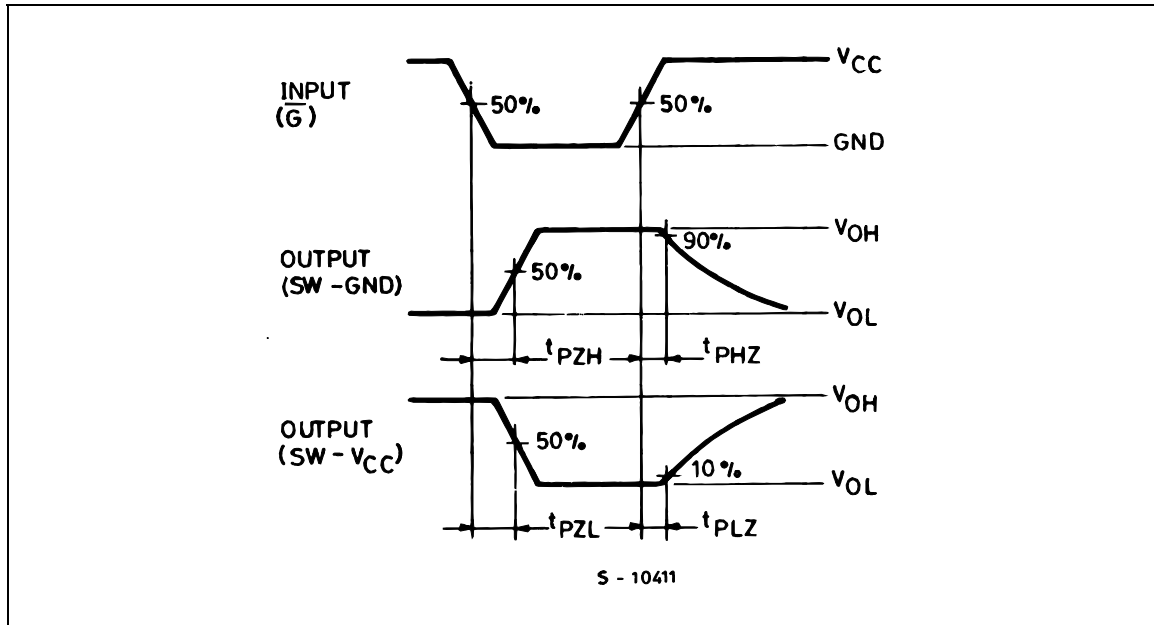 INPUT
(G̅)
50%
50%
VCC
GND
OUTPUT
(SW - GND)
50%
90%
VOH
VOL
tPZH
tPHZ
OUTPUT
(SW - VCC)
50%
10%
VOH
VOL
tPZL
tPLZ
S - 10411